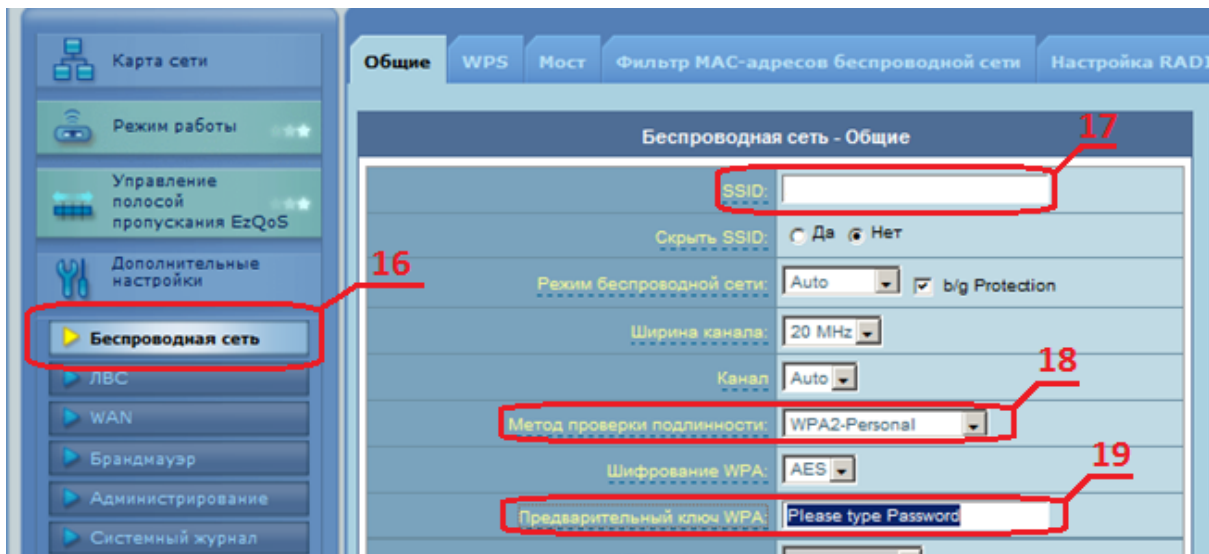 Карта сети
Режим работы
Управление
полосой
пропускания EzQoS
Дополнительные
настройки
16
Беспроводная сеть
ЛВС
WAN
Брандмауэр
Администрирование
Системный журнал
Общие WPS Мост Фильтр MAC-адресов беспроводной сети Настройка RADI
Беспроводная сеть - Общие
17
SSID:
Скрыть SSID: Да Нет
Режим беспроводной сети: Auto b/g Protection
Ширина канала: 20 MHz
Канал Auto
18
Метод проверки подлинности: WPA2-Personal
Шифрование WPA: AES
19
Предварительный ключ WPA: Please type Password